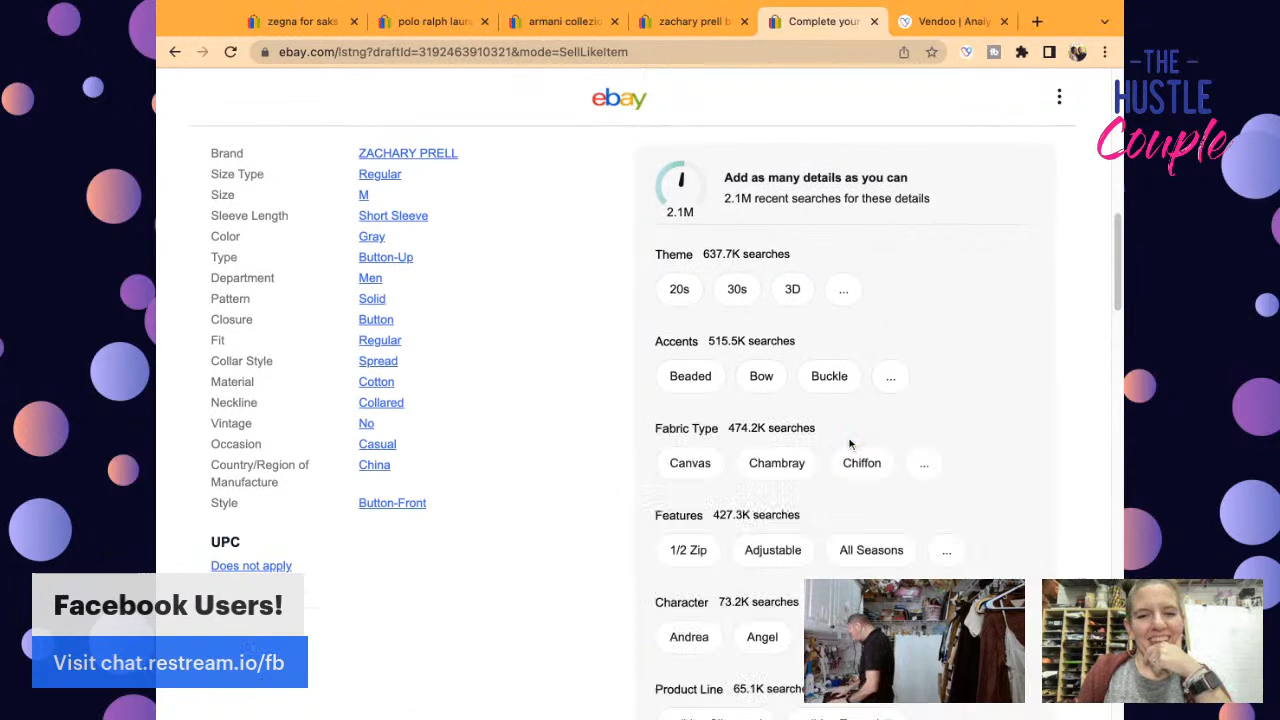 zegna for saks
polo ralph laure
armani collezio
zachary prell b
Complete your
Vendoo | Analy
ebay.com/lstng?draftId=3192463910321&mode=SellLikeItem
THE
HUSTLE
Couple
ebay
Brand ZACHARY PRELL
Size Type Regular
Size M
Sleeve Length Short Sleeve
Color Gray
Type Button-Up
Department Men
Pattern Solid
Closure Button
Fit Regular
Collar Style Spread
Material Cotton
Neckline Collared
Vintage No
Occasion Casual
Country/Region of China
Manufacture
Style Button-Front
UPC
Does not apply
Add as many details as you can
2.1M recent searches for these details
2.1M
Theme 637.7K searches
20s 30s 3D ...
Accents 515.5K searches
Beaded Bow Buckle ...
Fabric Type 474.2K searches
Canvas Chambray Chiffon ...
Features 427.3K searches
1/2 Zip Adjustable All Seasons ...
Character 73.2K searches
Andrea Angel
Product Line 65.1K searche
Facebook Users!
Visit chat.restream.io/fb